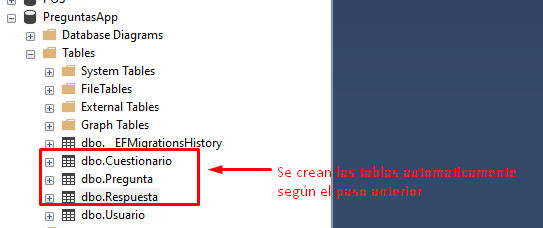 POS
PreguntasApp
Database Diagrams
Tables
System Tables
FileTables
External Tables
Graph Tables
dbo.__EFMigrationsHistory
dbo.Cuestionario
dbo.Pregunta
dbo.Respuesta
dbo.Usuario
Se crean las tablas automaticamente
según el paso anterior